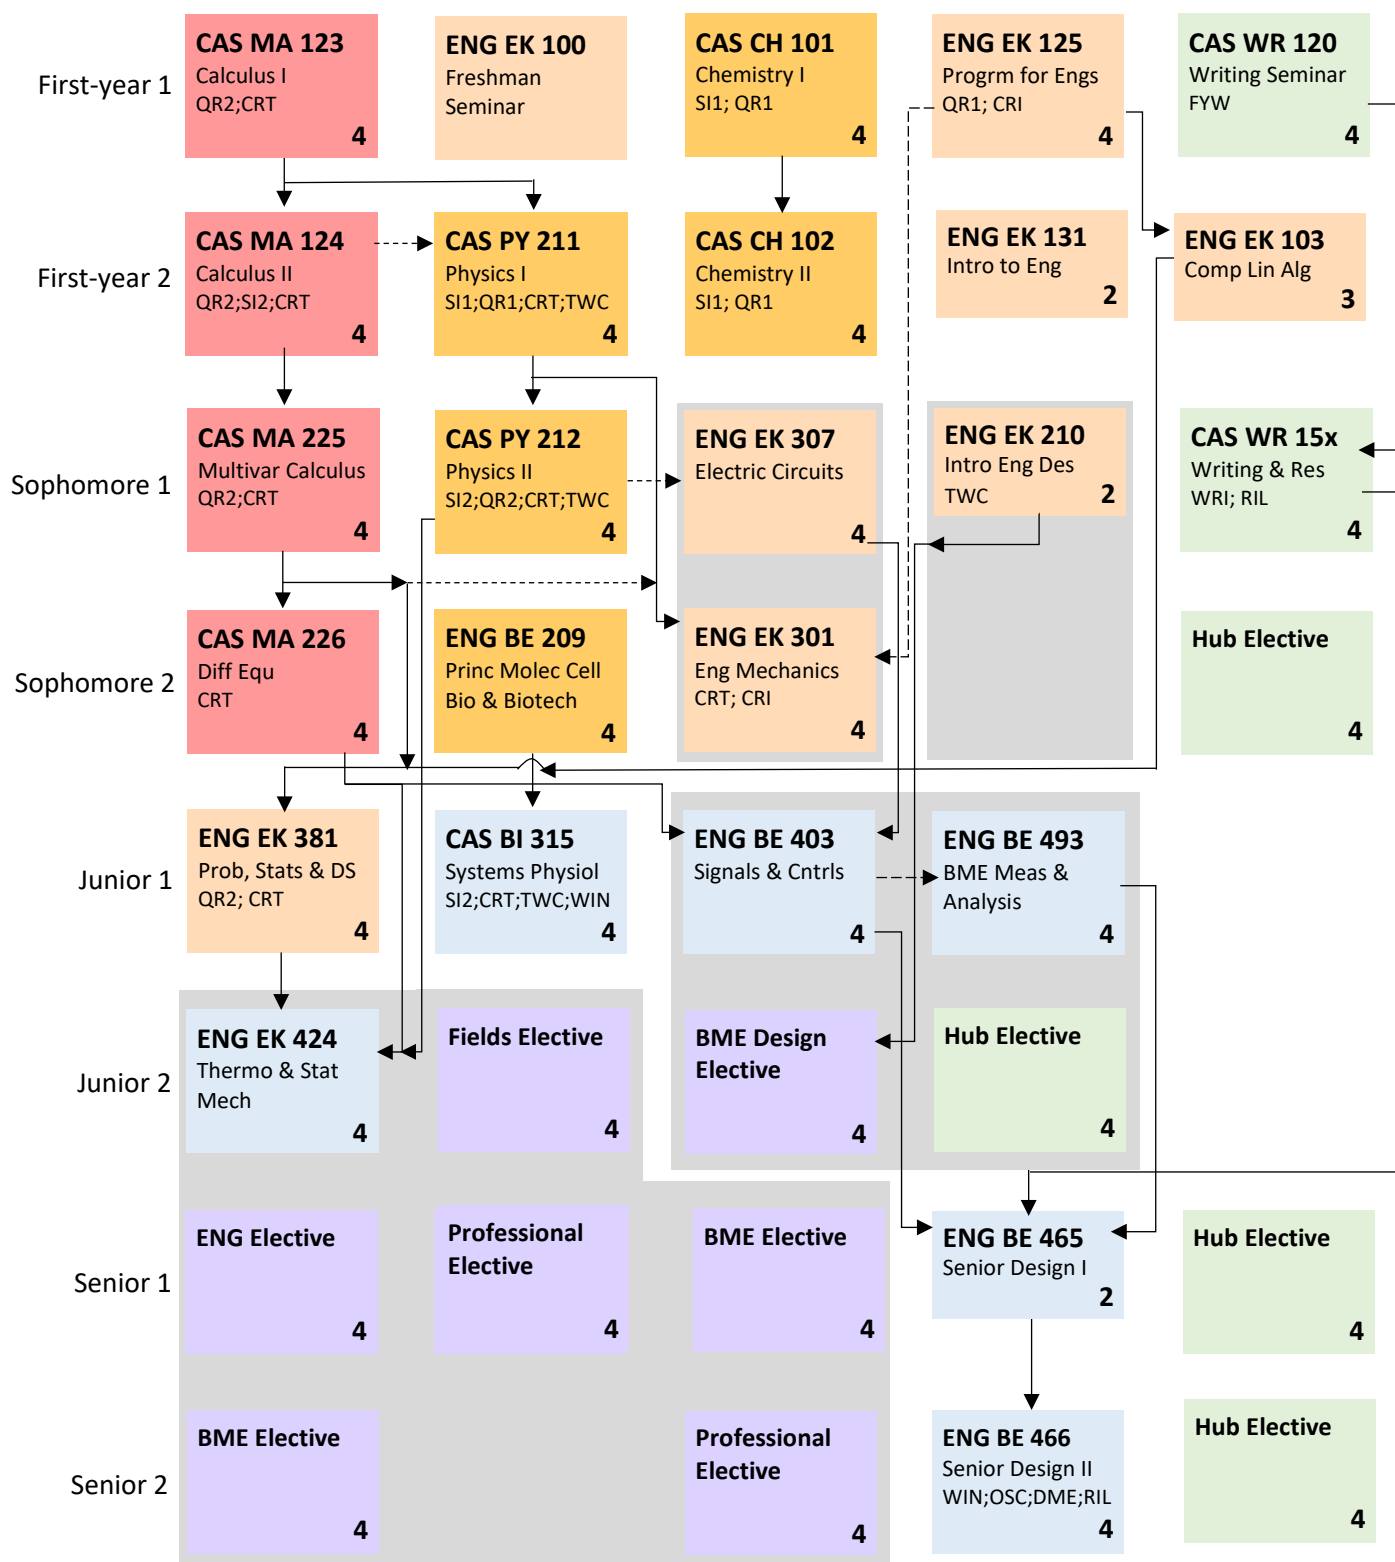 First-year 1
CAS MA 123
Calculus I
QR2;CRT
4
ENG EK 100
Freshman
Seminar
CAS CH 101
Chemistry I
SI1; QR1
4
ENG EK 125
Progrm for Engs
QR1; CRI
4
CAS WR 120
Writing Seminar
FYW
4
First-year 2
CAS MA 124
Calculus II
QR2;SI2;CRT
4
CAS PY 211
Physics I
SI1;QR1;CRT;TWC
4
CAS CH 102
Chemistry II
SI1; QR1
4
ENG EK 131
Intro to Eng
2
ENG EK 103
Comp Lin Alg
3
Sophomore 1
CAS MA 225
Multivar Calculus
QR2;CRT
4
CAS PY 212
Physics II
SI2;QR2;CRT;TWC
4
ENG EK 307
Electric Circuits
4
ENG EK 210
Intro Eng Des
TWC
2
CAS WR 15x
Writing & Res
WRI; RIL
4
Sophomore 2
CAS MA 226
Diff Equ
CRT
4
ENG BE 209
Princ Molec Cell
Bio & Biotech
4
ENG EK 301
Eng Mechanics
CRT; CRI
4
Hub Elective
4
Junior 1
ENG EK 381
Prob, Stats & DS
QR2; CRT
4
CAS BI 315
Systems Physiol
SI2;CRT;TWC;WIN
4
ENG BE 403
Signals & Cntrls
4
ENG BE 493
BME Meas &
Analysis
4
Junior 2
ENG EK 424
Thermo & Stat
Mech
4
Fields Elective
4
BME Design
Elective
4
Hub Elective
4
Senior 1
ENG Elective
4
Professional
Elective
4
BME Elective
4
ENG BE 465
Senior Design I
2
Hub Elective
4
Senior 2
BME Elective
4
Professional
Elective
4
ENG BE 466
Senior Design II
WIN;OSC;DME;RIL
4
Hub Elective
4